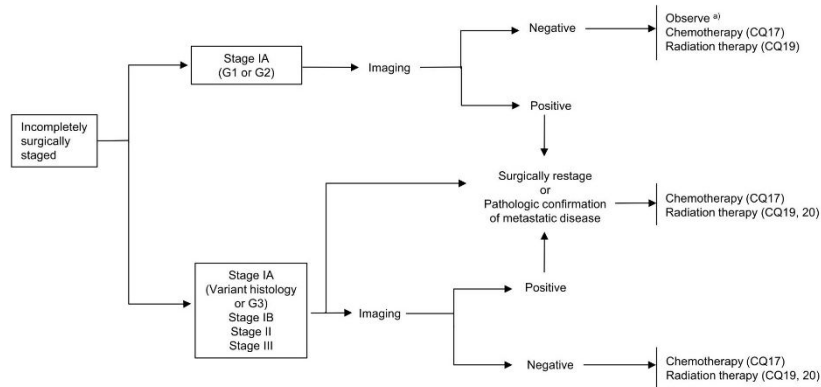 Observe a)
Chemotherapy (CQ17)
Radiation therapy (CQ19)
Negative
Stage IA
(G1 or G2)
Imaging
Positive
Incompletely
surgically
staged
Surgically restage
or
Pathologic confirmation
of metastatic disease
Chemotherapy (CQ17)
Radiation therapy (CQ19, 20)
Stage IA
(Variant histology
or G3)
Stage IB
Stage II
Stage III
Imaging
Positive
Negative
Chemotherapy (CQ17)
Radiation therapy (CQ19, 20)